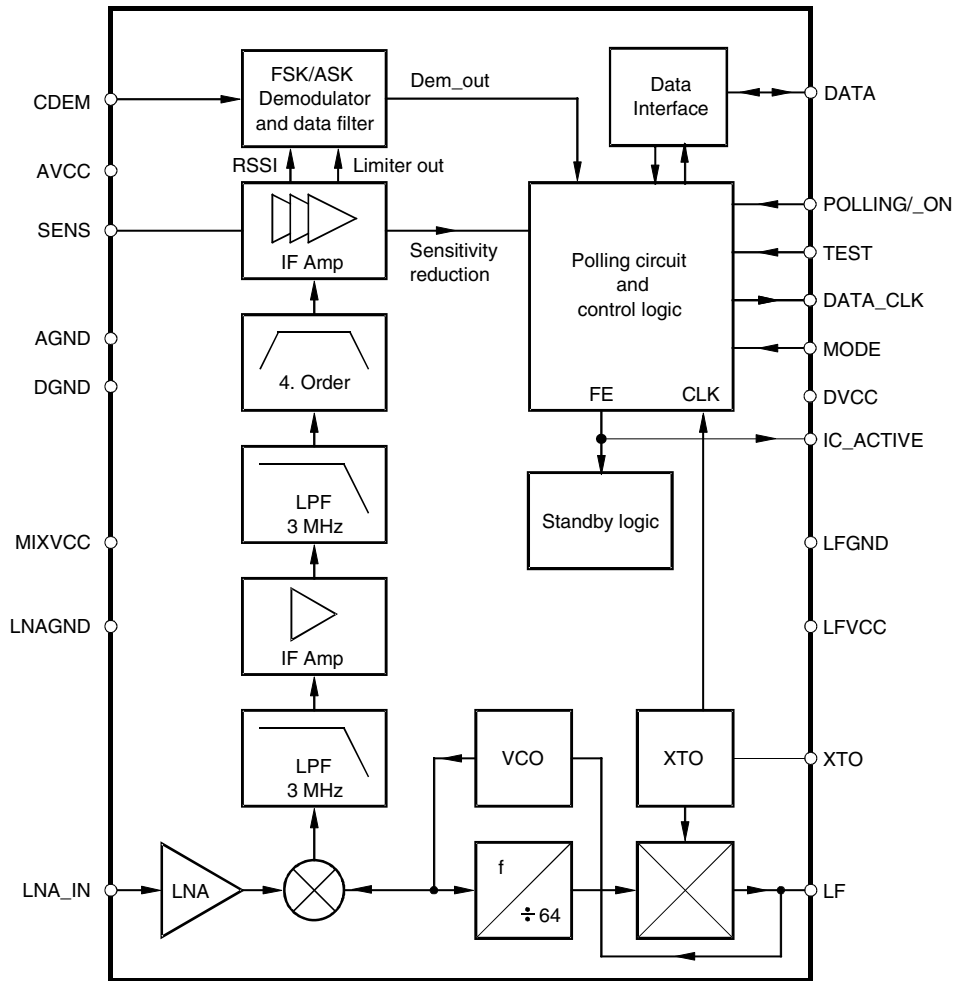 CDEM
AVCC
SENS
AGND
DGND
MIXVCC
LNAGND
LNA_IN
FSK/ASK
Demodulator
and data filter
Dem_out
RSSI
Limiter out
IF Amp
Sensitivity
reduction
4. Order
LPF
3 MHz
IF Amp
LPF
3 MHz
LNA
Data
Interface
Polling circuit
and
control logic
FE
CLK
Standby logic
VCO
XTO
f
÷ 64
DATA
POLLING/_ON
TEST
DATA_CLK
MODE
DVCC
IC_ACTIVE
LFGND
LFVCC
XTO
LF